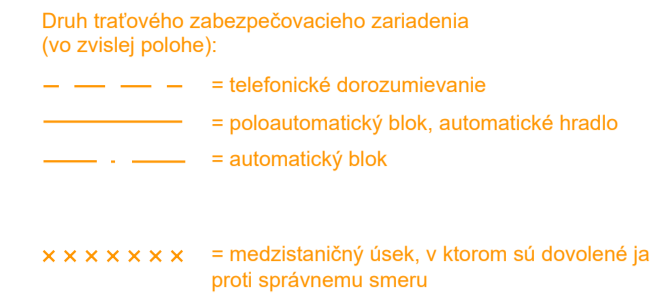 Druh traťového zabezpečovacieho zariadenia
(vo zvislej polohe):
= telefonické dorozumievanie
= poloautomatický blok, automatické hradlo
= automatický blok
= medzistaničný úsek, v ktorom sú dovolené ja
proti správnemu smeru